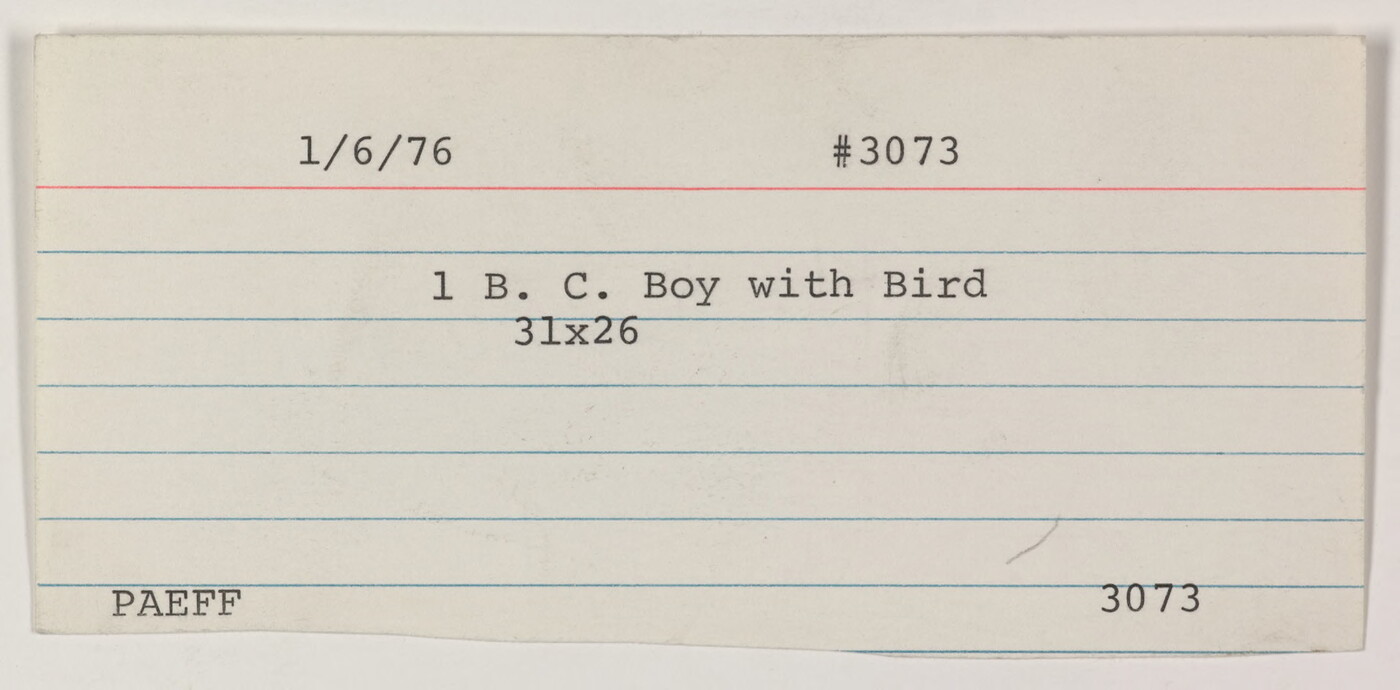 1/6/76 #3073
1 B. C. Boy with Bird
31x26
PAEFF 3073